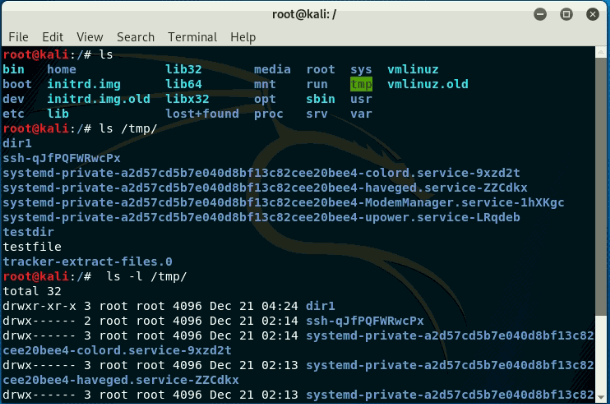 root@kali: /
File Edit View Search Terminal Help
root@kali:/# ls
bin home lib32 media root sys vmlinuz
boot initrd.img lib64 mnt run tmp vmlinuz.old
dev initrd.img.old libx32 opt sbin usr
etc lib lost+found proc srv var
root@kali:/# ls /tmp/
dir1
ssh-qJfPQFWRwcPx
systemd-private-a2d57cd5b7e040d8bf13c82cee20bee4-colord.service-9xzd2t
systemd-private-a2d57cd5b7e040d8bf13c82cee20bee4-haveged.service-ZZCdkx
systemd-private-a2d57cd5b7e040d8bf13c82cee20bee4-ModemManager.service-1hXKgc
systemd-private-a2d57cd5b7e040d8bf13c82cee20bee4-upower.service-LRqdeb
testdir
testfile
tracker-extract-files.0
root@kali:/# ls -l /tmp/
total 32
drwxr-xr-x 3 root root 4096 Dec 21 04:24 dir1
drwx------ 2 root root 4096 Dec 21 02:14 ssh-qJfPQFWRwcPx
drwx------ 3 root root 4096 Dec 21 02:14 systemd-private-a2d57cd5b7e040d8bf13c82
cee20bee4-colord.service-9xzd2t
drwx------ 3 root root 4096 Dec 21 02:13 systemd-private-a2d57cd5b7e040d8bf13c82
cee20bee4-haveged.service-ZZCdkx
drwx------ 3 root root 4096 Dec 21 02:13 systemd-private-a2d57cd5b7e040d8bf13c82